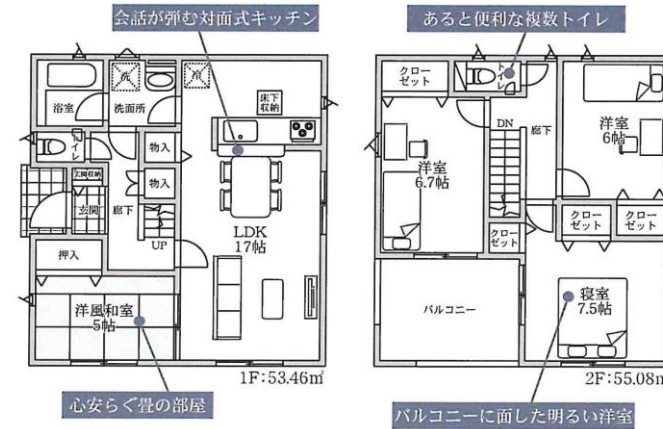 会話が弾む対面式キッチン
浴室
洗
洗面所
冷
床下
収納
トイレ
物入
物入
玄関収納
玄関
廊下
UP
押入
LDK
17帖
洋風和室
5帖
1F:53.46㎡
心安らぐ畳の部屋
あると便利な複数トイレ
クロー
ゼット
トイレ
DN
廊下
洋室
6帖
洋室
6.7帖
クロー
ゼット
クロー
ゼット
クロー
ゼット
バルコニー
寝室
7.5帖
2F:55.08m
バルコニーに面した明るい洋室